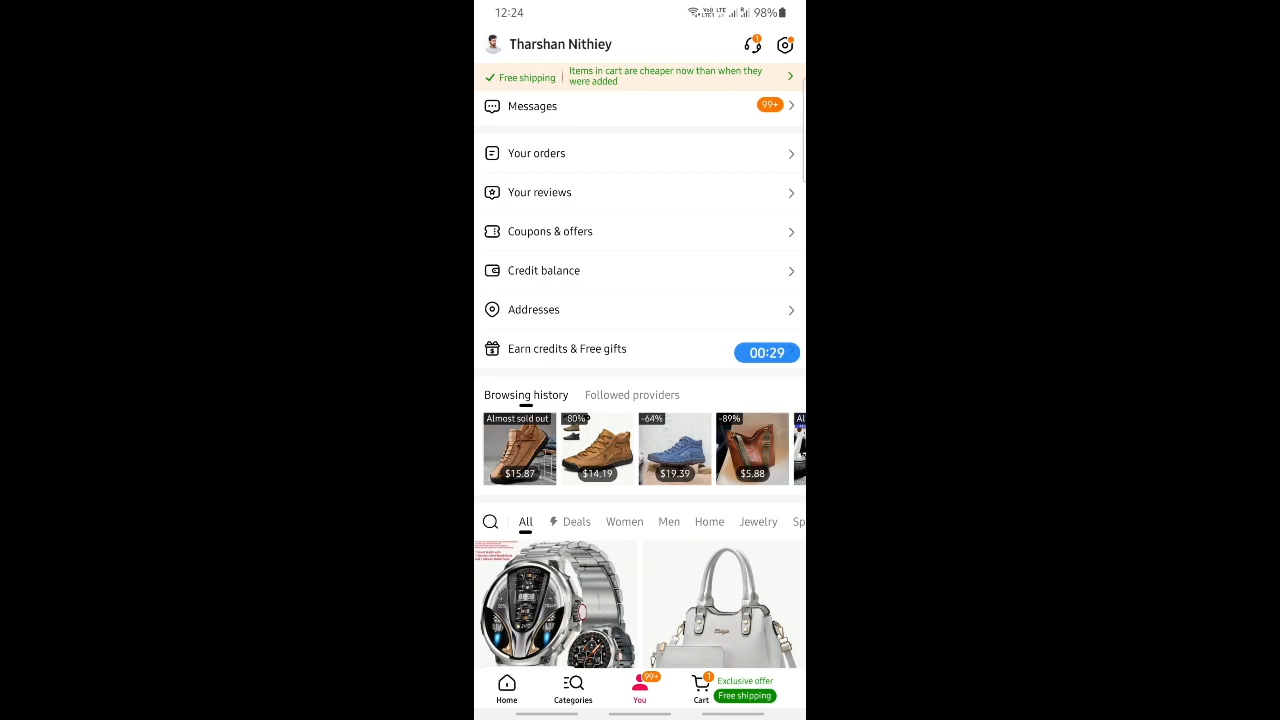 12:24
98%
Tharshan Nithiey
1
Free shipping
Items in cart are cheaper now than when they
were added
Messages
99+
Your orders
Your reviews
Coupons & offers
Credit balance
Addresses
Earn credits & Free gifts
00:29
Browsing history
Followed providers
Almost sold out
-80%
-64%
-89%
Al
$15.87
$14.19
$19.39
$5.88
All
Deals
Women
Men
Home
Jewelry
Sp
Home
Categories
99+
You
1
Cart
Exclusive offer
Free shipping